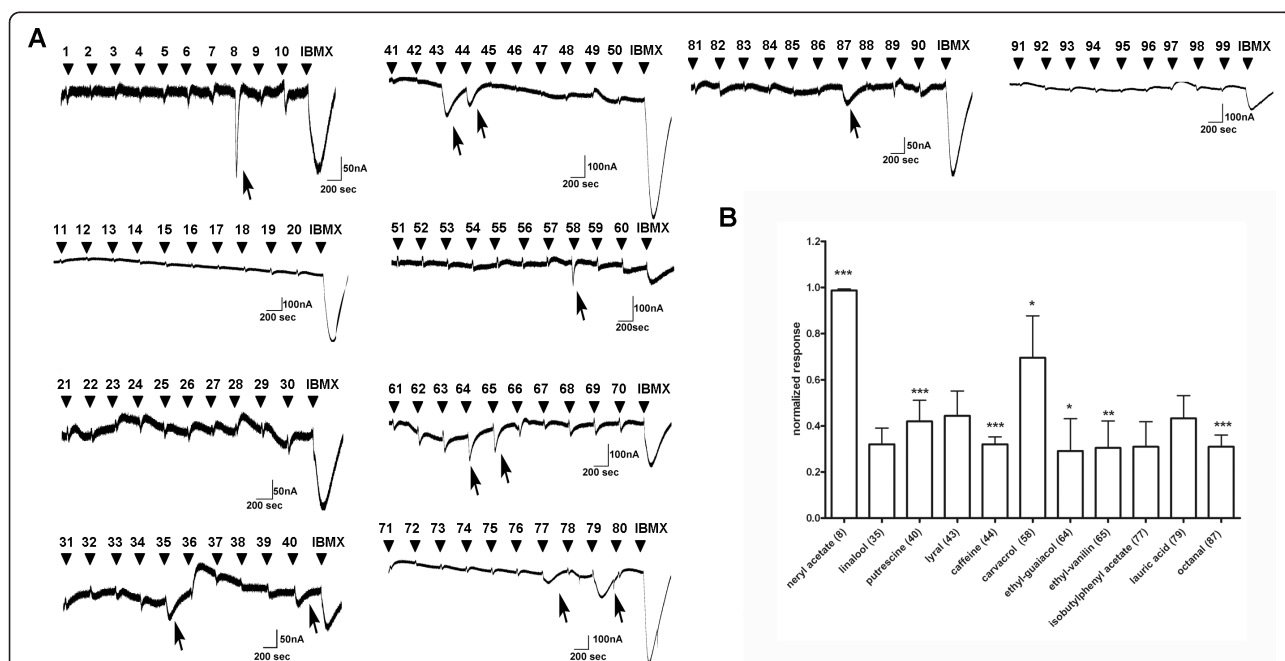 A
1 2 3 4 5 6 7 8 9 10 IBMX
50nA
200 sec
41 42 43 44 45 46 47 48 49 50 IBMX
100nA
200 sec
81 82 83 84 85 86 87 88 89 90 IBMX
50nA
200 sec
91 92 93 94 95 96 97 98 99 IBMX
100nA
200 sec
11 12 13 14 15 16 17 18 19 20 IBMX
100nA
200 sec
51 52 53 54 55 56 57 58 59 60 IBMX
100nA
200sec
21 22 23 24 25 26 27 28 29 30 IBMX
50nA
200 sec
61 62 63 64 65 66 67 68 69 70 IBMX
100nA
200 sec
31 32 33 34 35 36 37 38 39 40 IBMX
50nA
200 sec
71 72 73 74 75 76 77 78 79 80 IBMX
100nA
200 sec
B
normalized response
1.2
1.0
0.8
0.6
0.4
0.2
0.0
***
***
***
*
*
**
***
neryl acetate (8)
linalool (35)
putrescine (40)
lyral (43)
caffeine (44)
carvacrol (58)
ethyl-guaiacol (64)
ethyl-vanilin (65)
isobutylphenyl acetate (77)
lauric acid (79)
octanal (87)